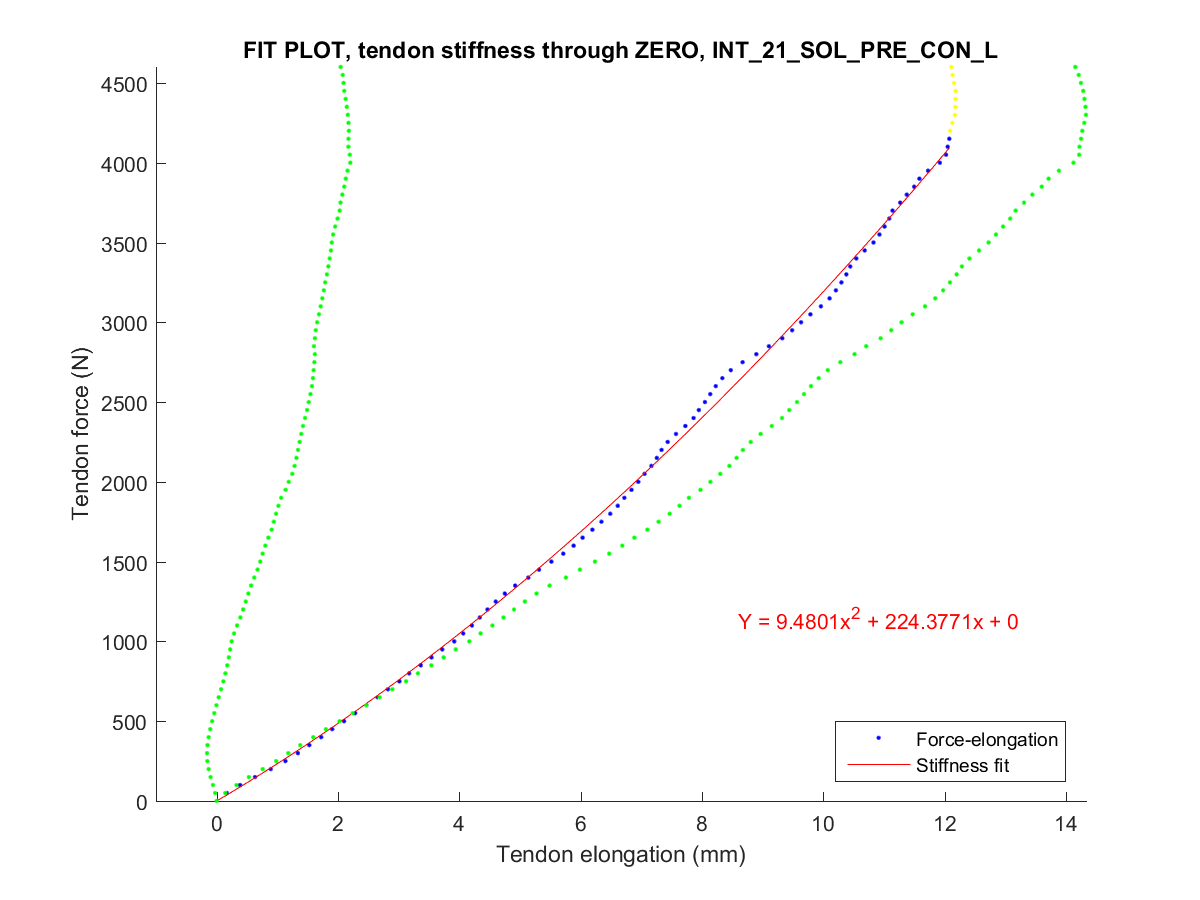 FIT PLOT, tendon stiffness through ZERO, INT_21_SOL_PRE_CON_L
4500
4000
3500
3000
2500
2000
1500
1000
500
0
Tendon force (N)
Y = 9.4801x² + 224.3771x + 0
Force-elongation
Stiffness fit
0 2 4 6 8 10 12 14
Tendon elongation (mm)